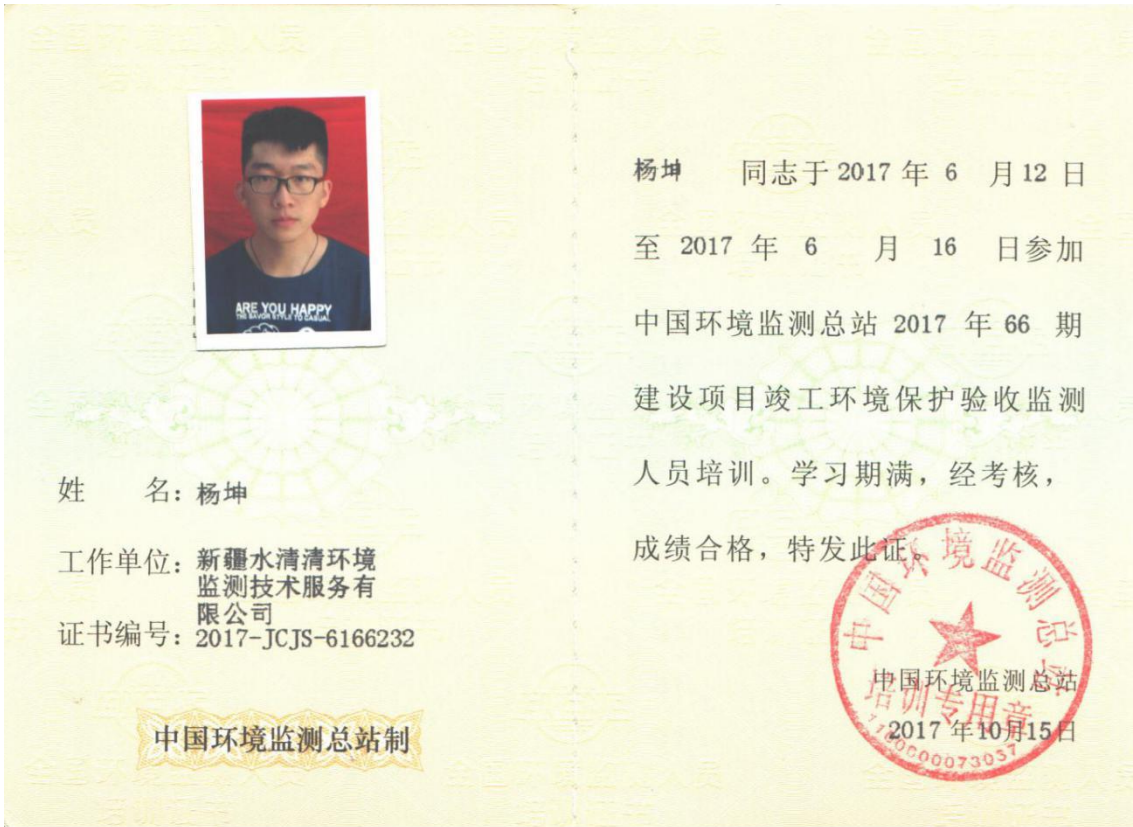 ARE YOU HAPPY
THE SAVOR STYLE TO CASUAL
姓 名：杨坤
工作单位：新疆水清清环境
监测技术服务有
限公司
证书编号：2017-JCJS-6166232
中国环境监测总站制
杨坤 同志于 2017 年 6 月 12 日
至 2017 年 6 月 16 日参加
中国环境监测总站 2017 年 66 期
建设项目竣工环境保护验收监测
人员培训。学习期满，经考核，
成绩合格，特发此证。
中国环境监测总站
2017 年 10月15日
中国环境监测总站
培训专用章